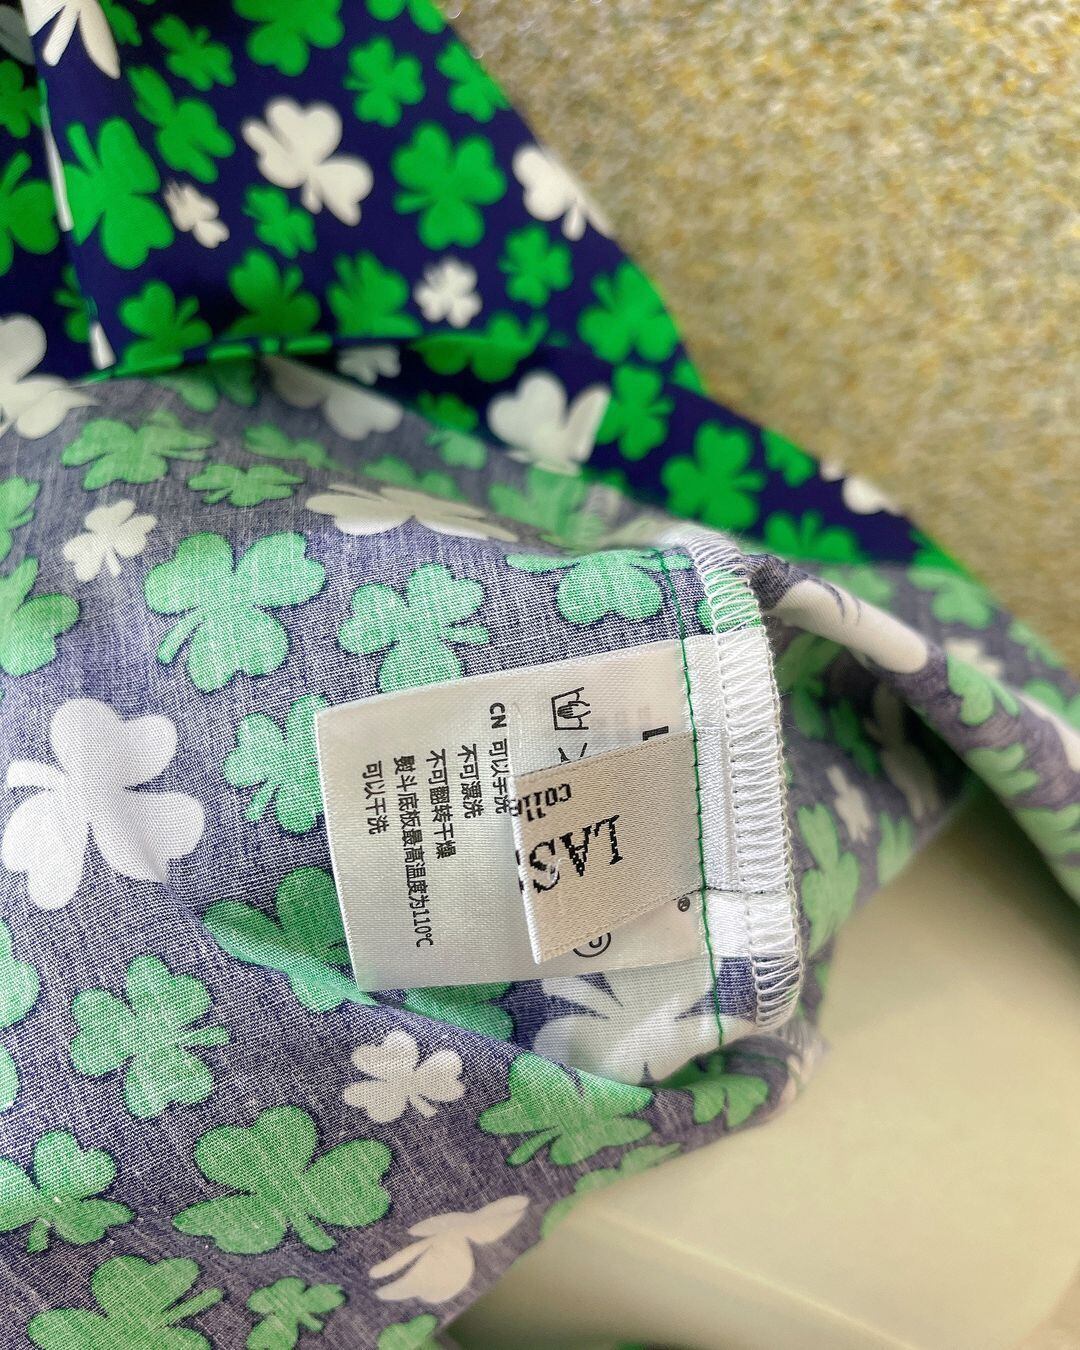 CN 可以手洗
不可漂洗
不可翻转干燥
熨斗底板最高温度为110℃
可以干洗
LAS
COLL
L
®
P